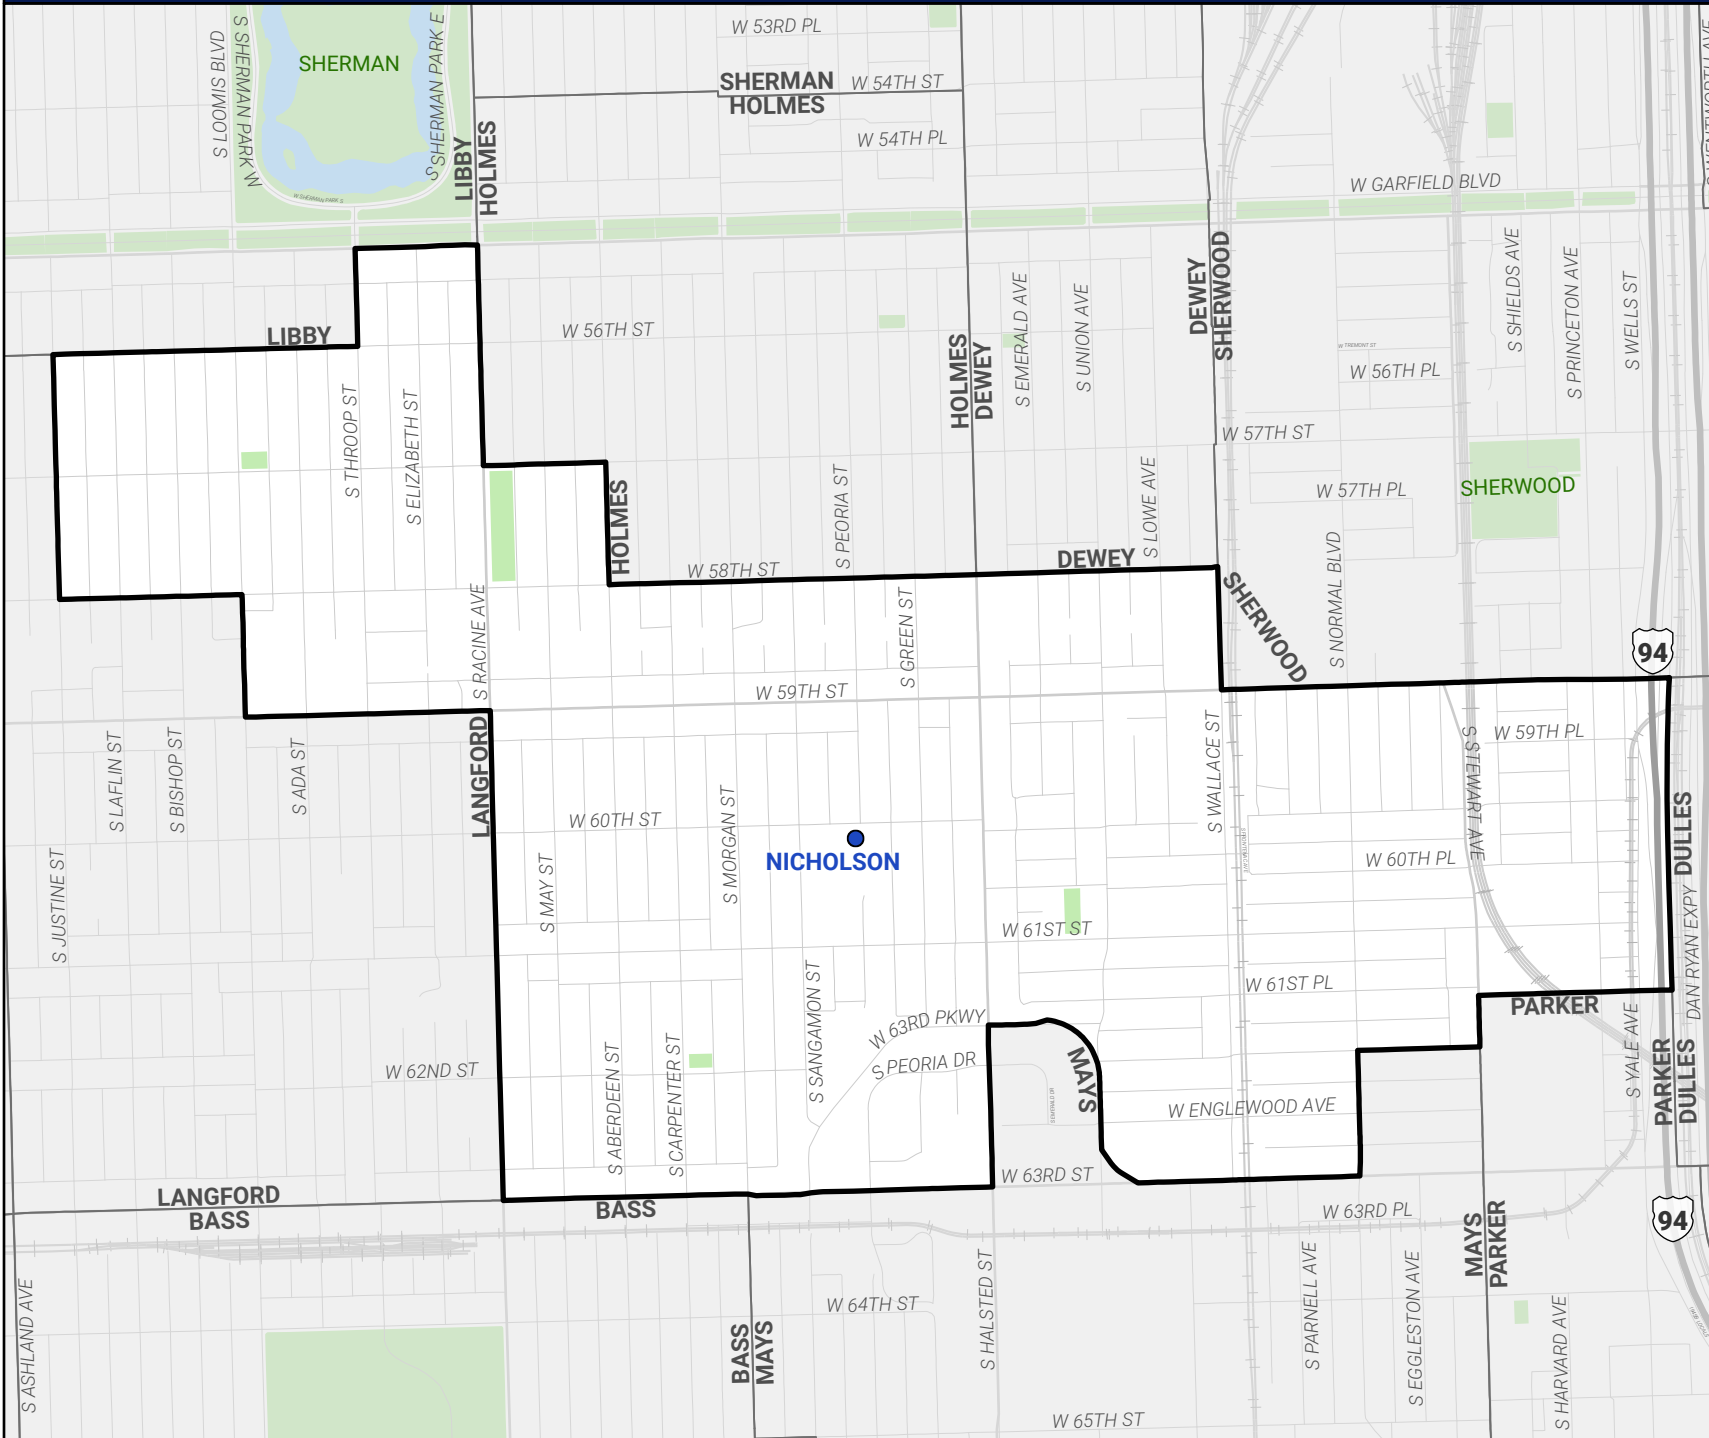 W 53RD PL
SHERMAN
S LOOMIS BLVD
S SHERMAN PARK W
S SHERMAN PARK E
W SHERMAN PARK S
SHERMAN
W 54TH ST
HOLMES
W 54TH PL
LIBBY
HOLMES
W GARFIELD BLVD
DEWEY
SHERWOOD
S SHIELDS AVE
S PRINCETON AVE
S WELLS ST
LIBBY
W 56TH ST
HOLMES
DEWEY
S EMERALD AVE
S UNION AVE
W TREMONT ST
W 56TH PL
S THROOP ST
S ELIZABETH ST
W 57TH ST
W 57TH PL
SHERWOOD
HOLMES
S PEORIA ST
S LOWE AVE
W 58TH ST
DEWEY
SHERWOOD
S NORMAL BLVD
94
S RACINE AVE
S GREEN ST
W 59TH ST
LANGFORD
S LAFLIN ST
S BISHOP ST
S ADA ST
S WALLACE ST
S STEWART AVE
W 59TH PL
DULLES
W 60TH ST
S MORGAN ST
NICHOLSON
W 60TH PL
S JUSTINE ST
S MAY ST
W 61ST ST
DAN RYAN EXPY
W 61ST PL
PARKER
S SANGAMON ST
W 63RD PKWY
S PEORIA DR
MAYS
S YALE AVE
PARKER
DULLES
W 62ND ST
S ABERDEEN ST
S CARPENTER ST
S EMERALD DR
W ENGLEWOOD AVE
W 63RD ST
LANGFORD
BASS
BASS
W 63RD PL
94
MAYS
PARKER
S ASHLAND AVE
BASS
MAYS
W 64TH ST
S HALSTED ST
S PARNELL AVE
S EGGLESTON AVE
S HARVARD AVE
W 65TH ST